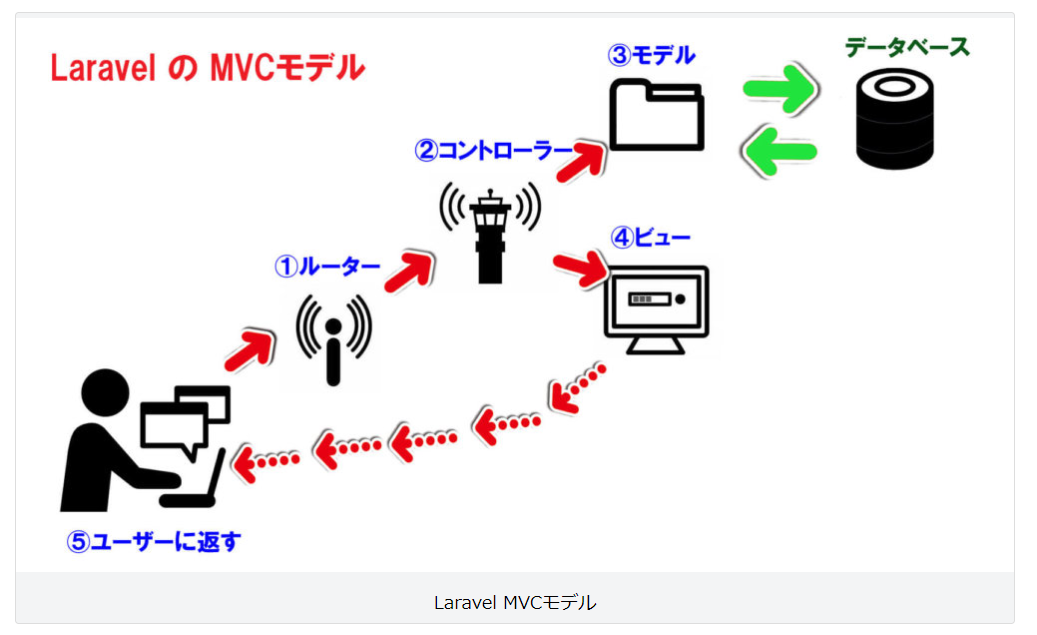 Laravel の MVCモデル
③モデル
データベース
②コントローラー
④ビュー
①ルーター
⑤ユーザーに返す
Laravel MVCモデル